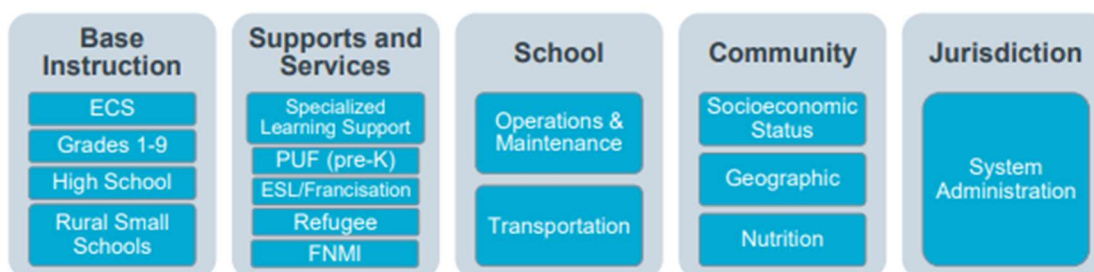 Base
Instruction
ECS
Grades 1-9
High School
Rural Small
Schools
Supports and
Services
Specialized
Learning Support
PUF (pre-K)
ESL/Francisation
Refugee
FNMI
School
Operations &
Maintenance
Transportation
Community
Socioeconomic
Status
Geographic
Nutrition
Jurisdiction
System
Administration